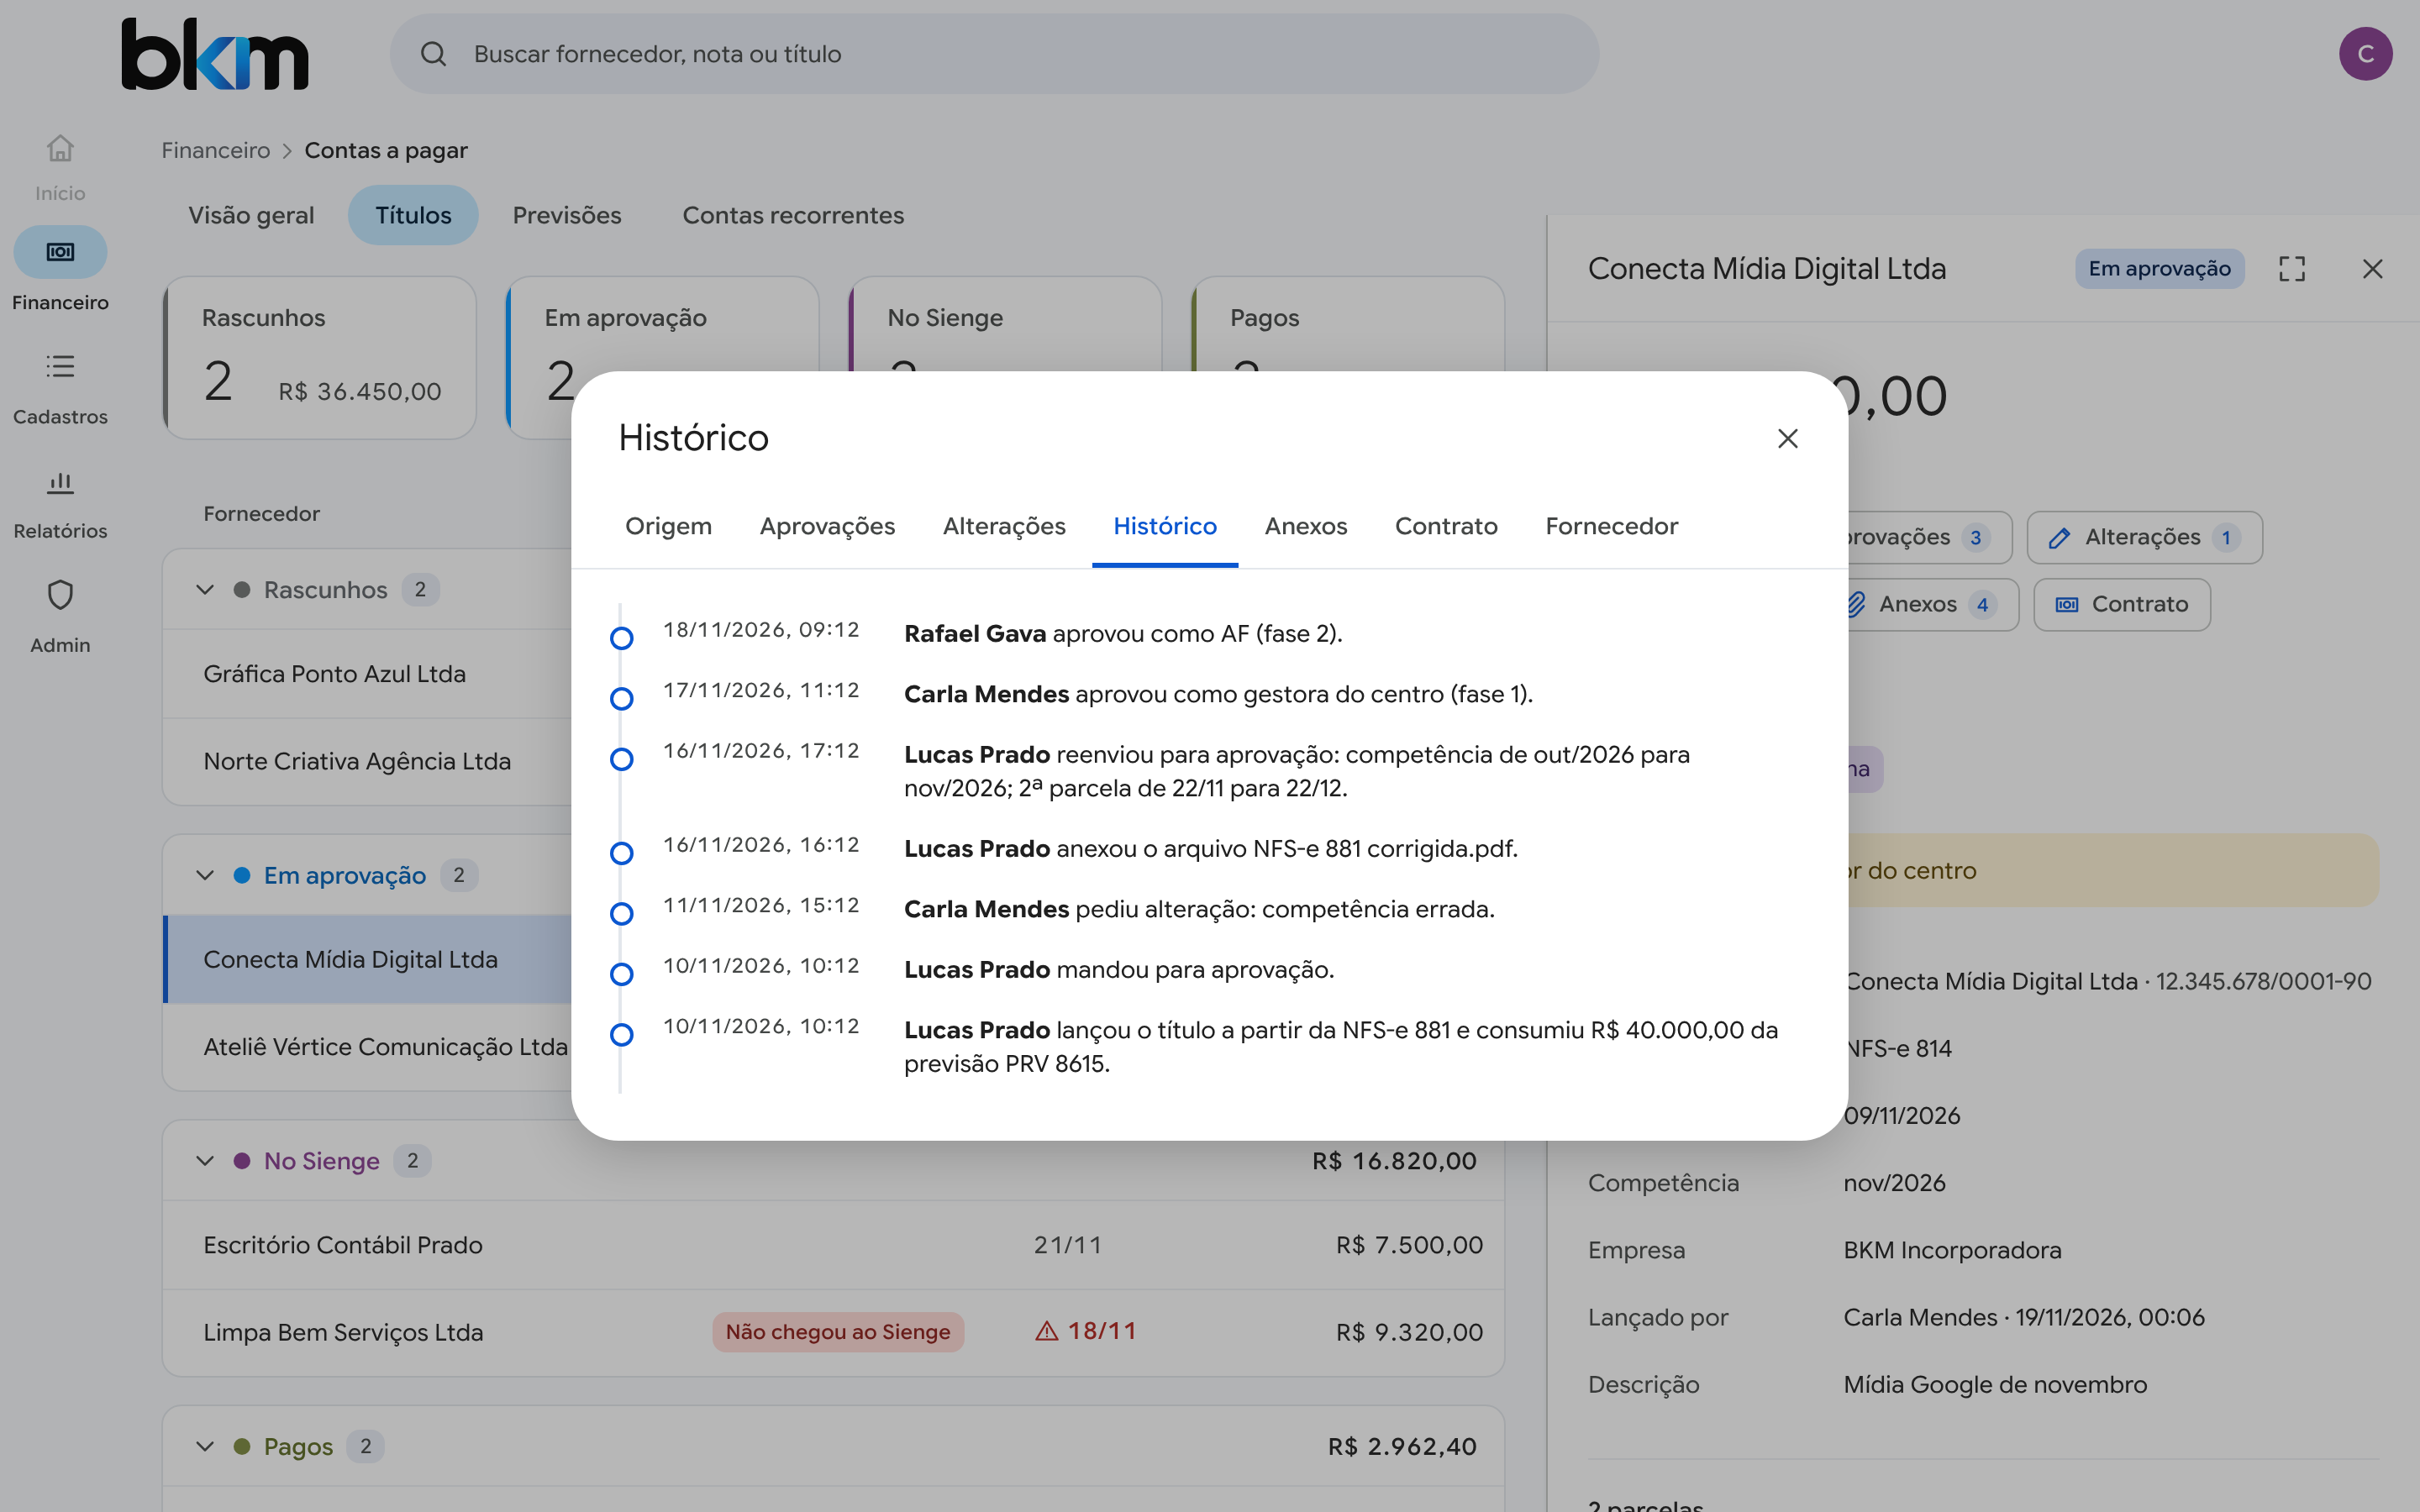 bkm
Buscar fornecedor, nota ou título
C
Início
Financeiro
Cadastros
Relatórios
Admin
Financeiro > Contas a pagar
Visão geral
Títulos
Previsões
Contas recorrentes
Rascunhos
2
R$ 36.450,00
Em aprovação
2
No Sienge
Pagos
Fornecedor
Rascunhos 2
Gráfica Ponto Azul Ltda
Norte Criativa Agência Ltda
Em aprovação 2
Conecta Mídia Digital Ltda
Ateliê Vértice Comunicação Ltda
No Sienge 2
R$ 16.820,00
Escritório Contábil Prado
21/11
R$ 7.500,00
Limpa Bem Serviços Ltda
Não chegou ao Sienge
18/11
R$ 9.320,00
Pagos 2
R$ 2.962,40
Histórico
Origem
Aprovações
Alterações
Histórico
Anexos
Contrato
Fornecedor
18/11/2026, 09:12
Rafael Gava aprovou como AF (fase 2).
17/11/2026, 11:12
Carla Mendes aprovou como gestora do centro (fase 1).
16/11/2026, 17:12
Lucas Prado reenviou para aprovação: competência de out/2026 para
nov/2026; 2ª parcela de 22/11 para 22/12.
16/11/2026, 16:12
Lucas Prado anexou o arquivo NFS-e 881 corrigida.pdf.
11/11/2026, 15:12
Carla Mendes pediu alteração: competência errada.
10/11/2026, 10:12
Lucas Prado mandou para aprovação.
10/11/2026, 10:12
Lucas Prado lançou o título a partir da NFS-e 881 e consumiu R$ 40.000,00 da
previsão PRV 8615.
Conecta Mídia Digital Ltda
Em aprovação
0,00
provações 3
Alterações 1
Anexos 4
Contrato
na
or do centro
Conecta Mídia Digital Ltda · 12.345.678/0001-90
NFS-e 814
09/11/2026
Competência
nov/2026
Empresa
BKM Incorporadora
Lançado por
Carla Mendes · 19/11/2026, 00:06
Descrição
Mídia Google de novembro
2 parcelas